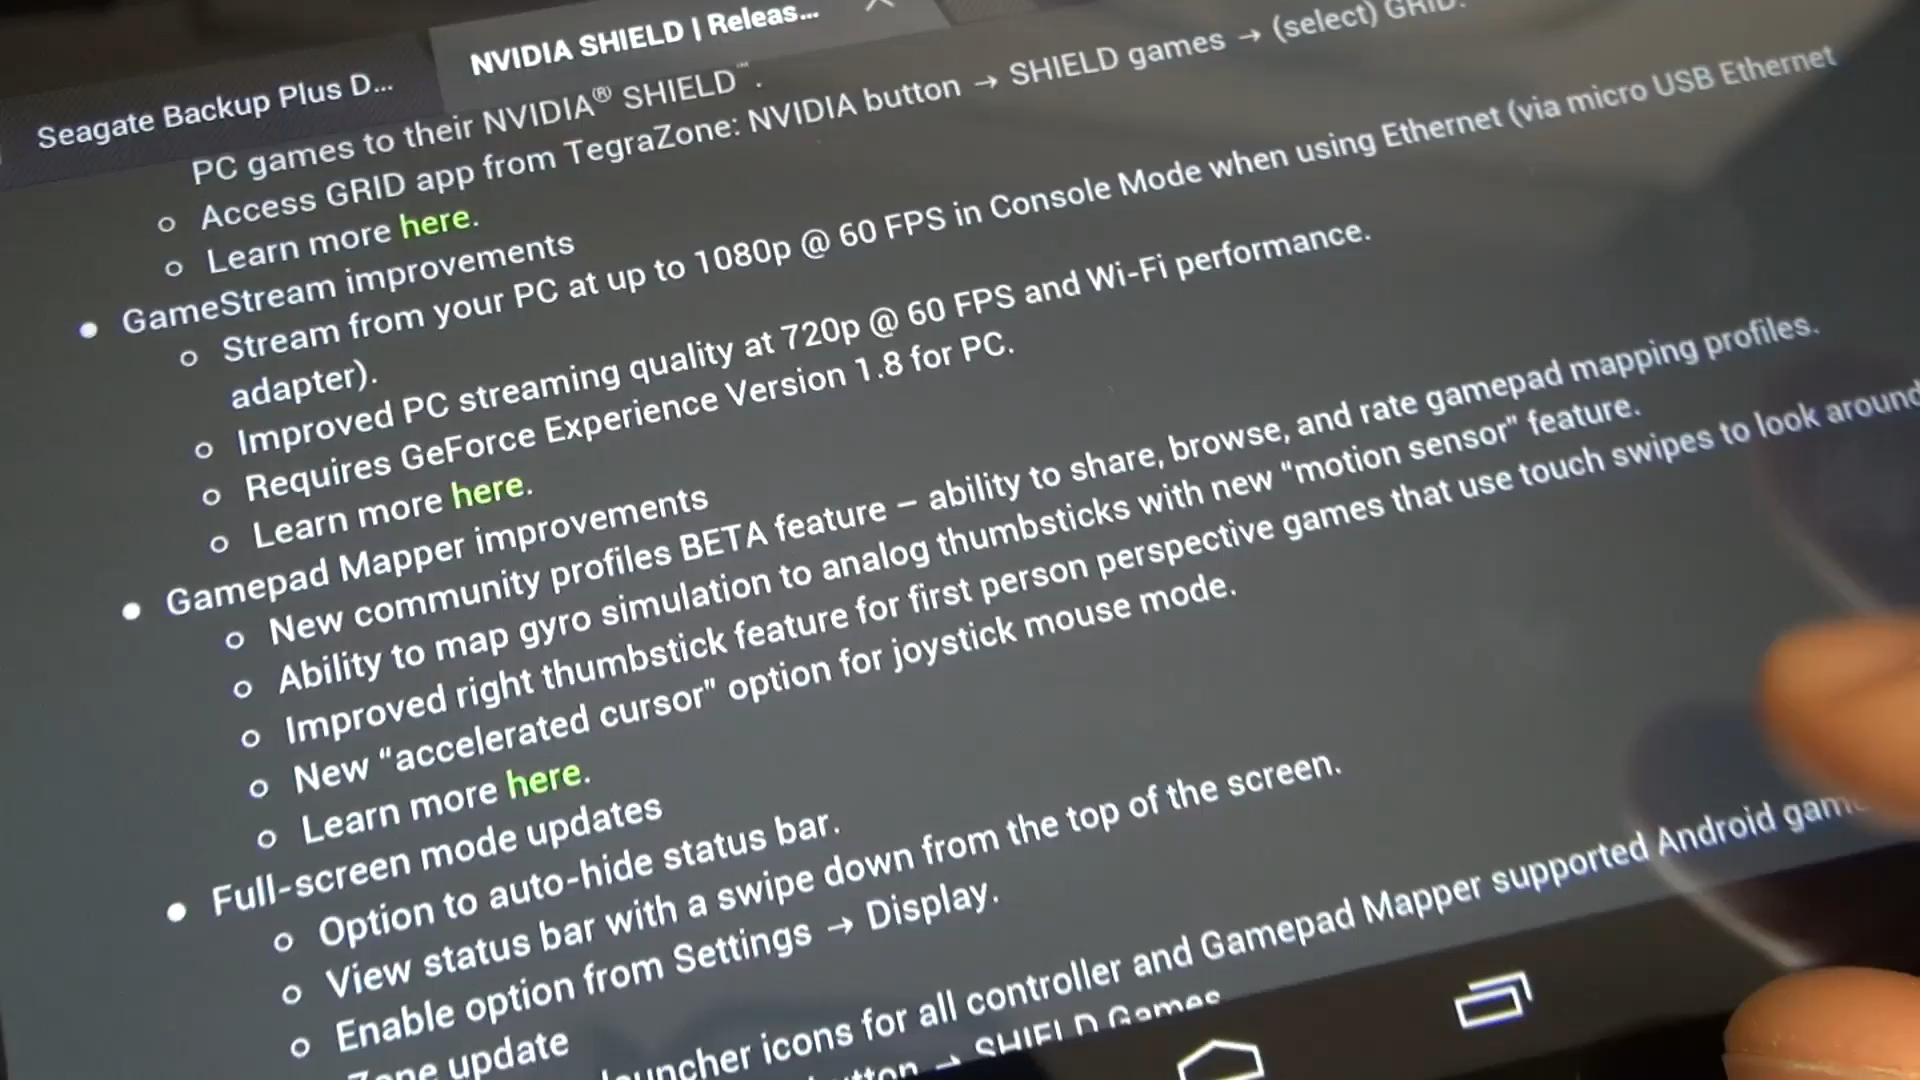 Seagate Backup Plus D...
NVIDIA SHIELD | Releas...
PC games to their NVIDIA® SHIELD™.
Access GRID app from TegraZone: NVIDIA button → SHIELD games → (select) GRID.
Learn more here.
GameStream improvements
Stream from your PC at up to 1080p @ 60 FPS in Console Mode when using Ethernet (via micro USB Ethernet
adapter).
Improved PC streaming quality at 720p @ 60 FPS and Wi-Fi performance.
Requires GeForce Experience Version 1.8 for PC.
Learn more here.
Gamepad Mapper improvements
New community profiles BETA feature – ability to share, browse, and rate gamepad mapping profiles.
Ability to map gyro simulation to analog thumbsticks with new "motion sensor" feature.
Improved right thumbstick feature for first person perspective games that use touch swipes to look around
New "accelerated cursor" option for joystick mouse mode.
Learn more here.
Full-screen mode updates
Option to auto-hide status bar.
View status bar with a swipe down from the top of the screen.
Enable option from Settings → Display.
Zone update
icons for all controller and Gamepad Mapper supported Android
→ SHIELD Games